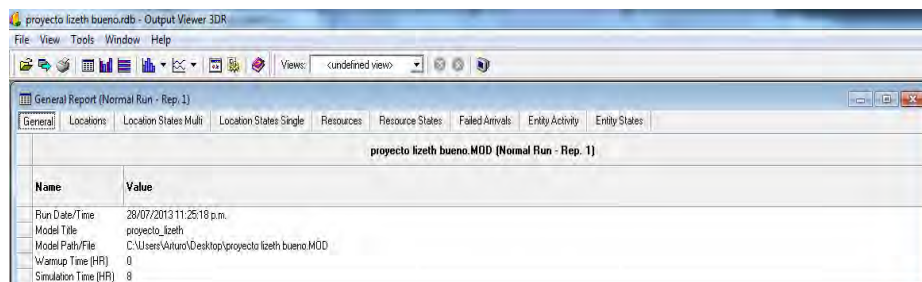 proyecto lizeth bueno.rdb - Output Viewer 3DR
File View Tools Window Help
Views: <undefined view>
General Report (Normal Run - Rep. 1)
General Locations Location States Multi Location States Single Resources Resource States Failed Arrivals Entity Activity Entity States
proyecto lizeth bueno.MOD (Normal Run - Rep. 1)
Name Value
Run Date/Time 28/07/2013 11:25:18 p.m.
Model Title proyecto_lizeth
Model Path/File C:\Users\Arturo\Desktop\proyecto lizeth bueno.MOD
Warmup Time (HR) 0
Simulation Time (HR) 8